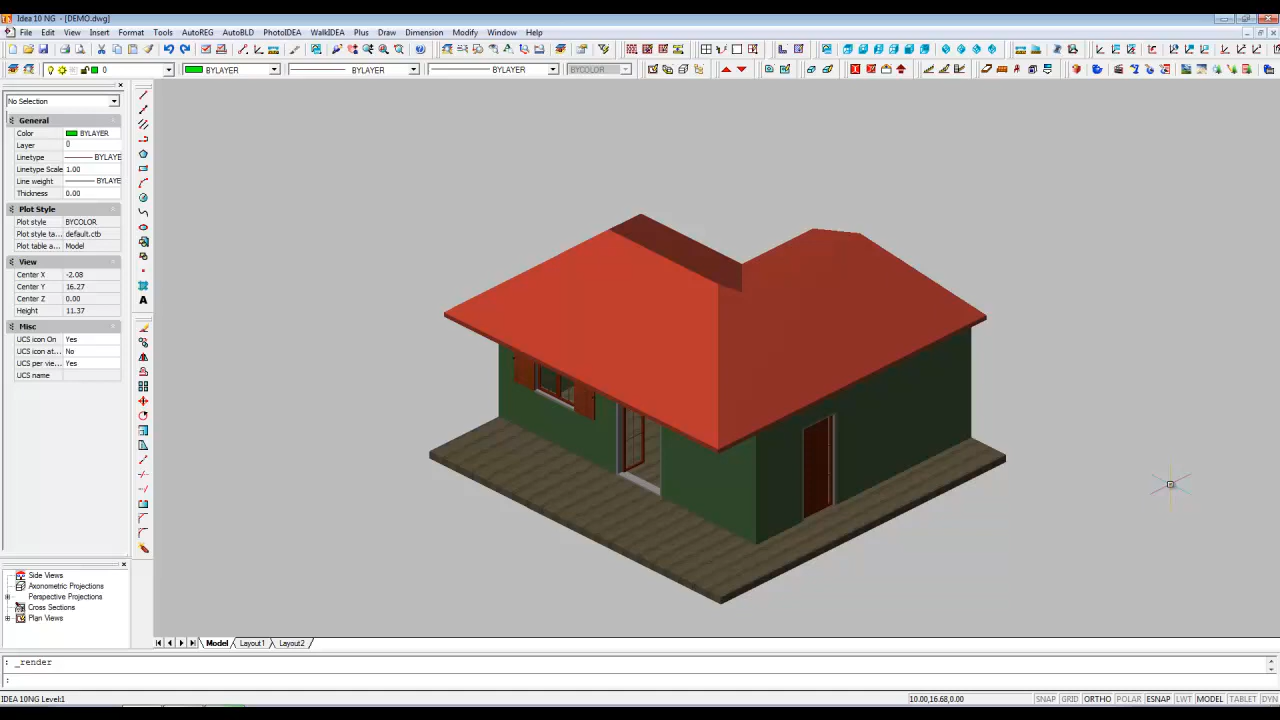 Idea 10 NG - [DEMO.dwg]
File Edit View Insert Format Tools AutoREG AutoBLD PhotoIDEA WalkIDEA Plus Draw Dimension Modify Window Help
0 BYLAYER BYLAYER BYLAYER BYCOLOR
No Selection
General
Color BYLAYER
Layer 0
Linetype BYLAYE
Linetype Scale 1.00
Line weight BYLAYE
Thickness 0.00
Plot Style
Plot style BYCOLOR
Plot style ta... default.ctb
Plot table a... Model
View
Center X -2.08
Center Y 16.27
Center Z 0.00
Height 11.37
Misc
UCS icon On Yes
UCS icon at... No
UCS per vie... Yes
UCS name
Side Views
Axonometric Projections
Perspective Projections
Cross Sections
Plan Views
Model Layout1 Layout2
: _render
:
IDEA 10NG Level:1 10.00,16.68,0.00 SNAP GRID ORTHO POLAR ESNAP LWT MODEL TABLET DYN